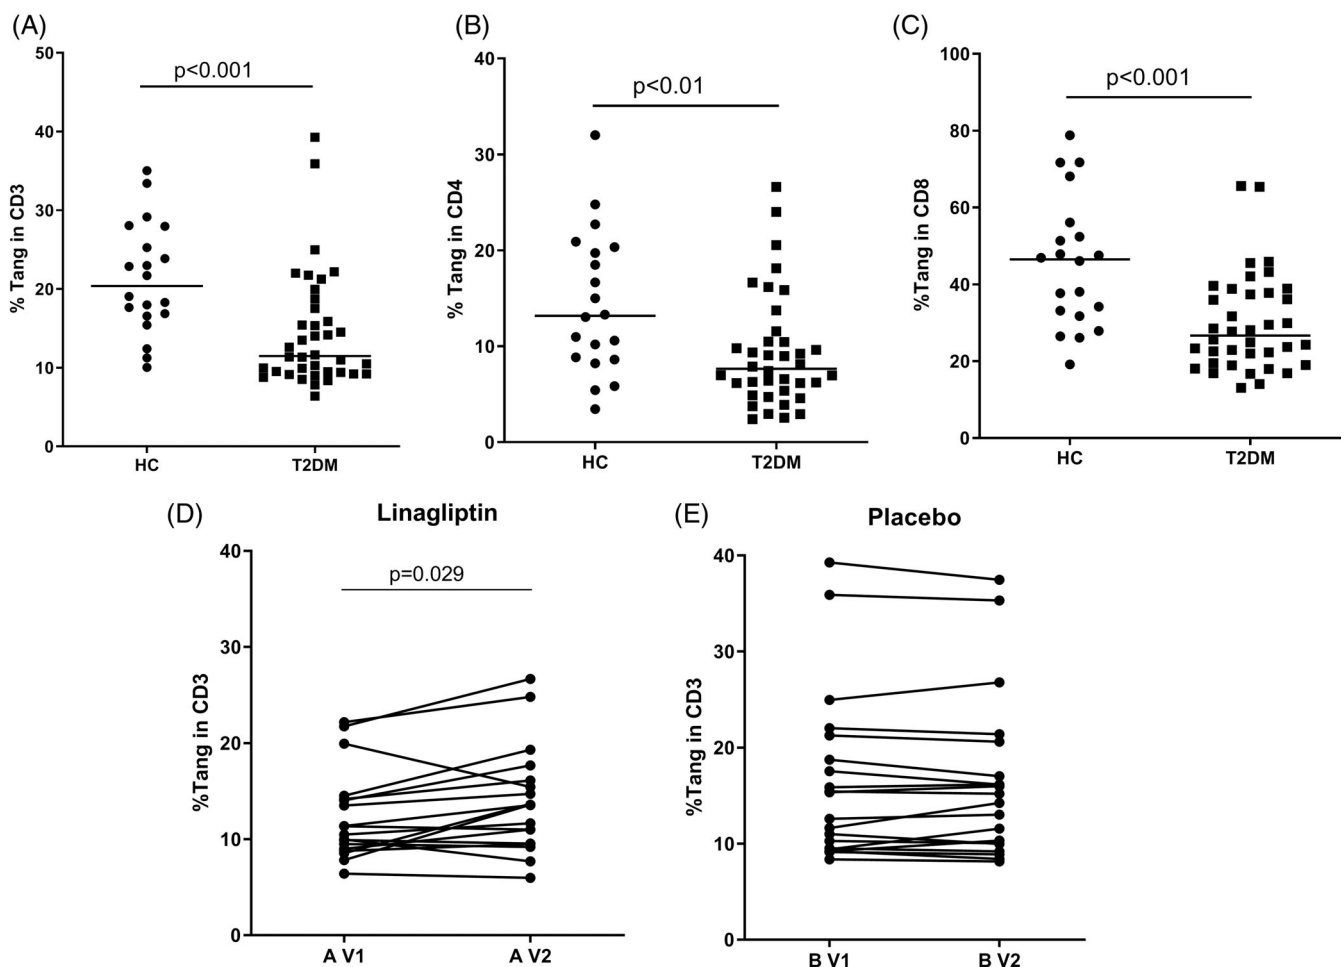 (A)
p<0.001
% Tang in CD3
50
40
30
20
10
0
HC
T2DM
(B)
p<0.01
% Tang in CD4
40
30
20
10
0
HC
T2DM
(C)
p<0.001
%Tang in CD8
100
80
60
40
20
0
HC
T2DM
(D)
Linagliptin
p=0.029
%Tang in CD3
40
30
20
10
0
A V1
A V2
(E)
Placebo
%Tang in CD3
40
30
20
10
0
B V1
B V2